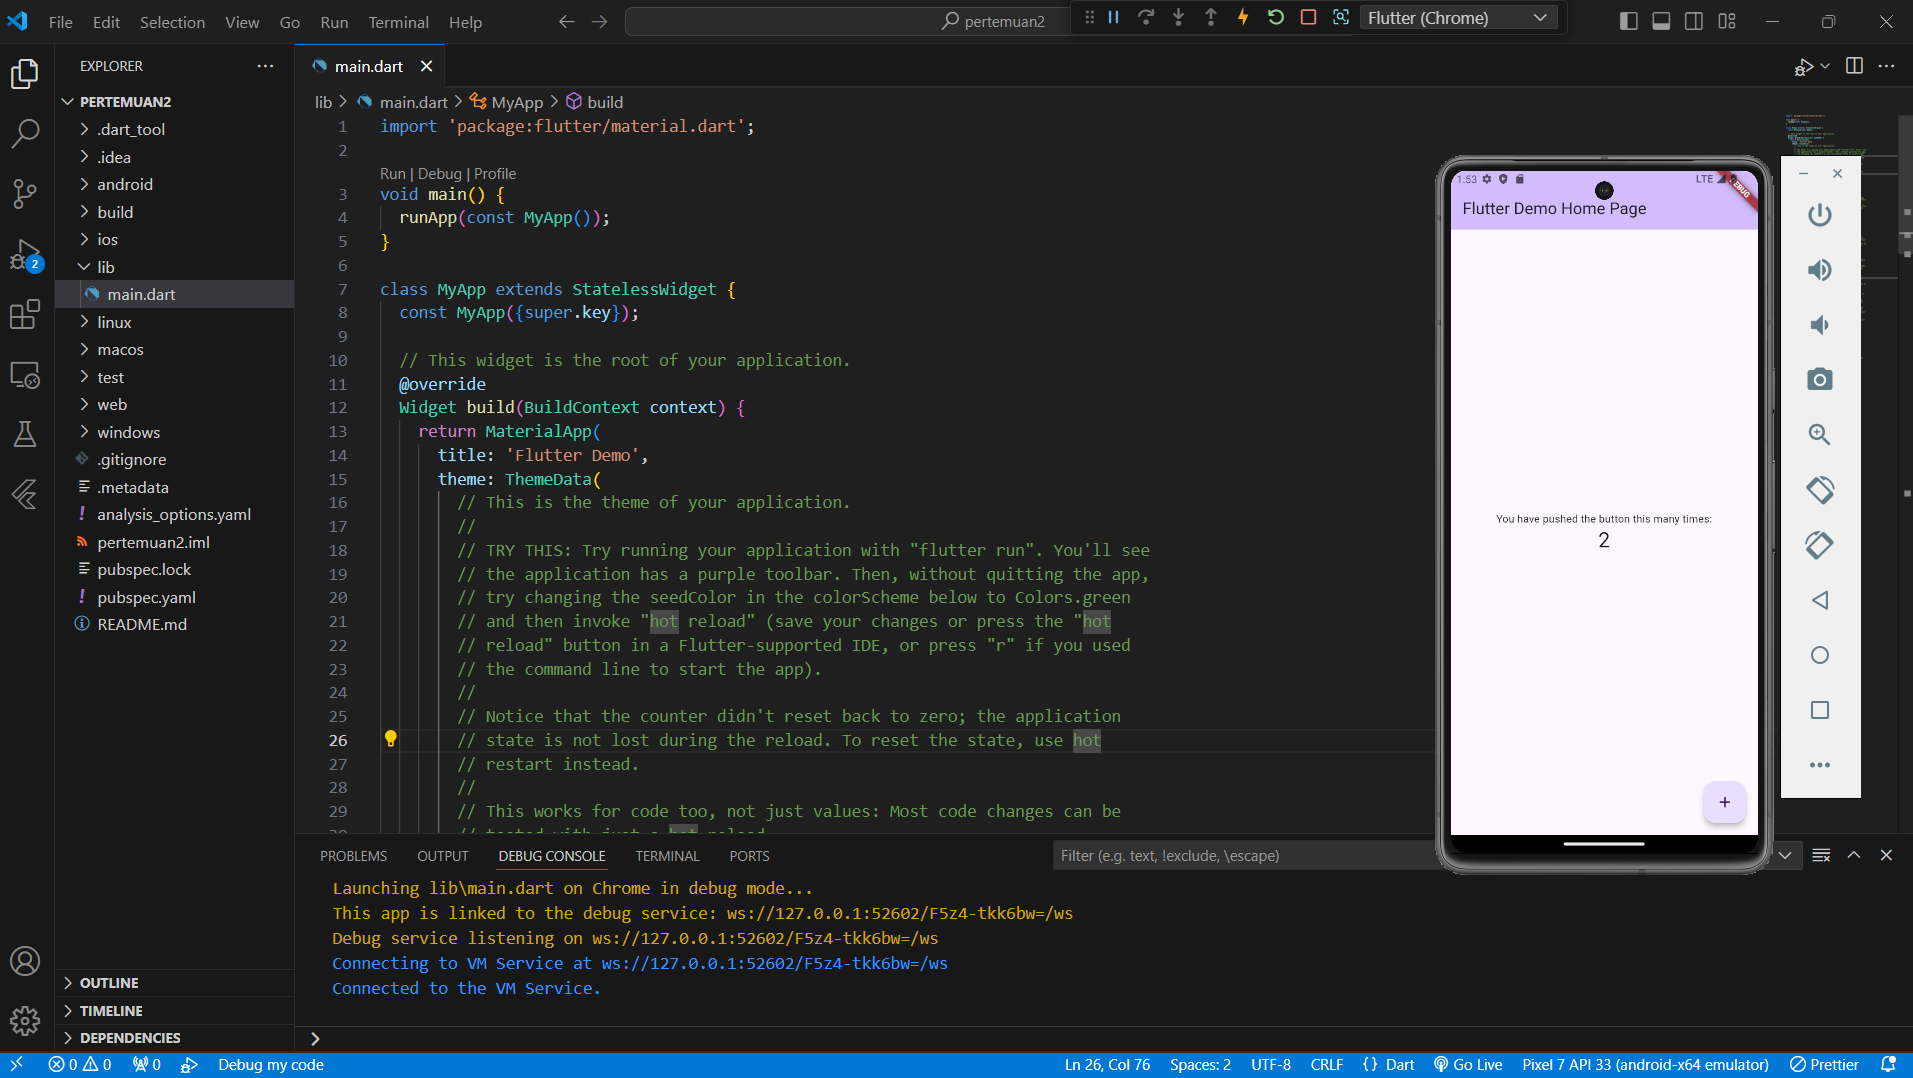 File Edit Selection View Go Run Terminal Help
pertemuan2
Flutter (Chrome)
EXPLORER
PERTEMUAN2
.dart_tool
.idea
android
build
ios
2
lib
main.dart
linux
macos
test
web
windows
.gitignore
.metadata
analysis_options.yaml
pertemuan2.iml
pubspec.lock
pubspec.yaml
README.md
OUTLINE
TIMELINE
DEPENDENCIES
main.dart
lib > main.dart > MyApp > build
1 import 'package:flutter/material.dart';
2
Run | Debug | Profile
3 void main() {
4 runApp(const MyApp());
5 }
6
7 class MyApp extends StatelessWidget {
8 const MyApp({super.key});
9
10 // This widget is the root of your application.
11 @override
12 Widget build(BuildContext context) {
13 return MaterialApp(
14 title: 'Flutter Demo',
15 theme: ThemeData(
16 // This is the theme of your application.
17 //
18 // TRY THIS: Try running your application with "flutter run". You'll see
19 // the application has a purple toolbar. Then, without quitting the app,
20 // try changing the seedColor in the colorScheme below to Colors.green
21 // and then invoke "hot reload" (save your changes or press the "hot
22 // reload" button in a Flutter-supported IDE, or press "r" if you used
23 // the command line to start the app).
24 //
25 // Notice that the counter didn't reset back to zero; the application
26 // state is not lost during the reload. To reset the state, use hot
27 // restart instead.
28 //
29 // This works for code too, not just values: Most code changes can be
1:53 LTE
Flutter Demo Home Page
You have pushed the button this many times:
2
+
PROBLEMS OUTPUT DEBUG CONSOLE TERMINAL PORTS
Filter (e.g. text, !exclude, \escape)
Launching lib\main.dart on Chrome in debug mode...
This app is linked to the debug service: ws://127.0.0.1:52602/F5z4-tkk6bw=/ws
Debug service listening on ws://127.0.0.1:52602/F5z4-tkk6bw=/ws
Connecting to VM Service at ws://127.0.0.1:52602/F5z4-tkk6bw=/ws
Connected to the VM Service.
0 0 0 Debug my code Ln 26, Col 76 Spaces: 2 UTF-8 CRLF {} Dart Go Live Pixel 7 API 33 (android-x64 emulator) Prettier